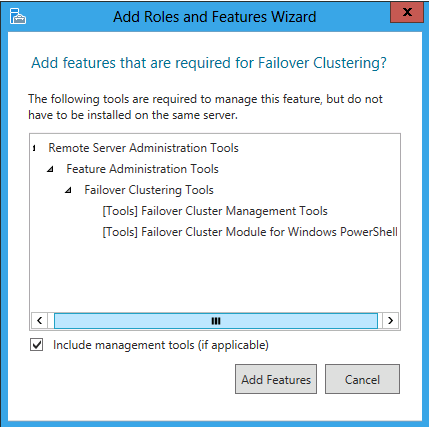 Add Roles and Features Wizard
Add features that are required for Failover Clustering?
The following tools are required to manage this feature, but do not
have to be installed on the same server.
Remote Server Administration Tools
Feature Administration Tools
Failover Clustering Tools
[Tools] Failover Cluster Management Tools
[Tools] Failover Cluster Module for Windows PowerShell
Include management tools (if applicable)
Add Features
Cancel